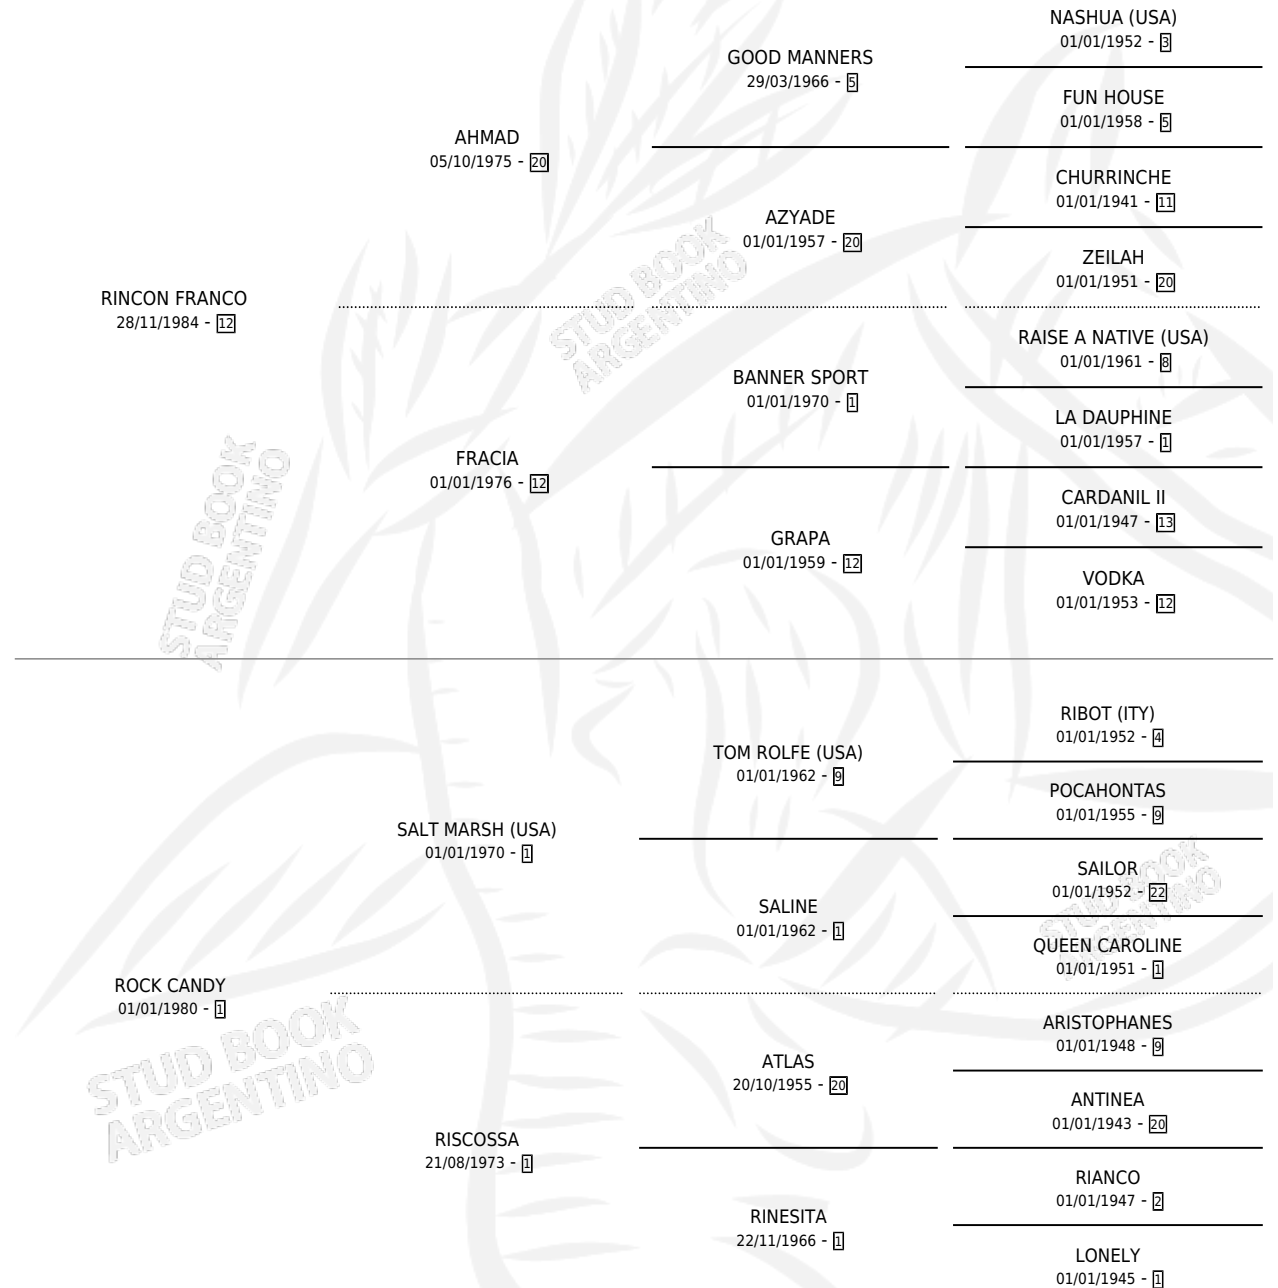 NASHUA (USA)
01/01/1952 - 3
GOOD MANNERS
29/03/1966 - 5
FUN HOUSE
01/01/1958 - 5
AHMAD
05/10/1975 - 20
CHURRINCHE
01/01/1941 - 11
AZYADE
01/01/1957 - 20
ZEILAH
01/01/1951 - 20
RINCON FRANCO
28/11/1984 - 12
RAISE A NATIVE (USA)
01/01/1961 - 8
BANNER SPORT
01/01/1970 - 1
LA DAUPHINE
01/01/1957 - 1
FRACIA
01/01/1976 - 12
CARDANIL II
01/01/1947 - 13
GRAPA
01/01/1959 - 12
VODKA
01/01/1953 - 12
STUD BOOK
ARGENTINO
STUD BOOK
ARGENTINO
RIBOT (ITY)
01/01/1952 - 4
TOM ROLFE (USA)
01/01/1962 - 9
POCAHONTAS
01/01/1955 - 9
SALT MARSH (USA)
01/01/1970 - 1
SAILOR
01/01/1952 - 22
SALINE
01/01/1962 - 1
QUEEN CAROLINE
01/01/1951 - 1
ROCK CANDY
01/01/1980 - 1
ARISTOPHANES
01/01/1948 - 9
ATLAS
20/10/1955 - 20
ANTINEA
01/01/1943 - 20
RISCOSSA
21/08/1973 - 1
RIANCO
01/01/1947 - 2
RINESITA
22/11/1966 - 1
LONELY
01/01/1945 - 1
STUD BOOK
ARGENTINO
STUD BOOK
ARGENTINO